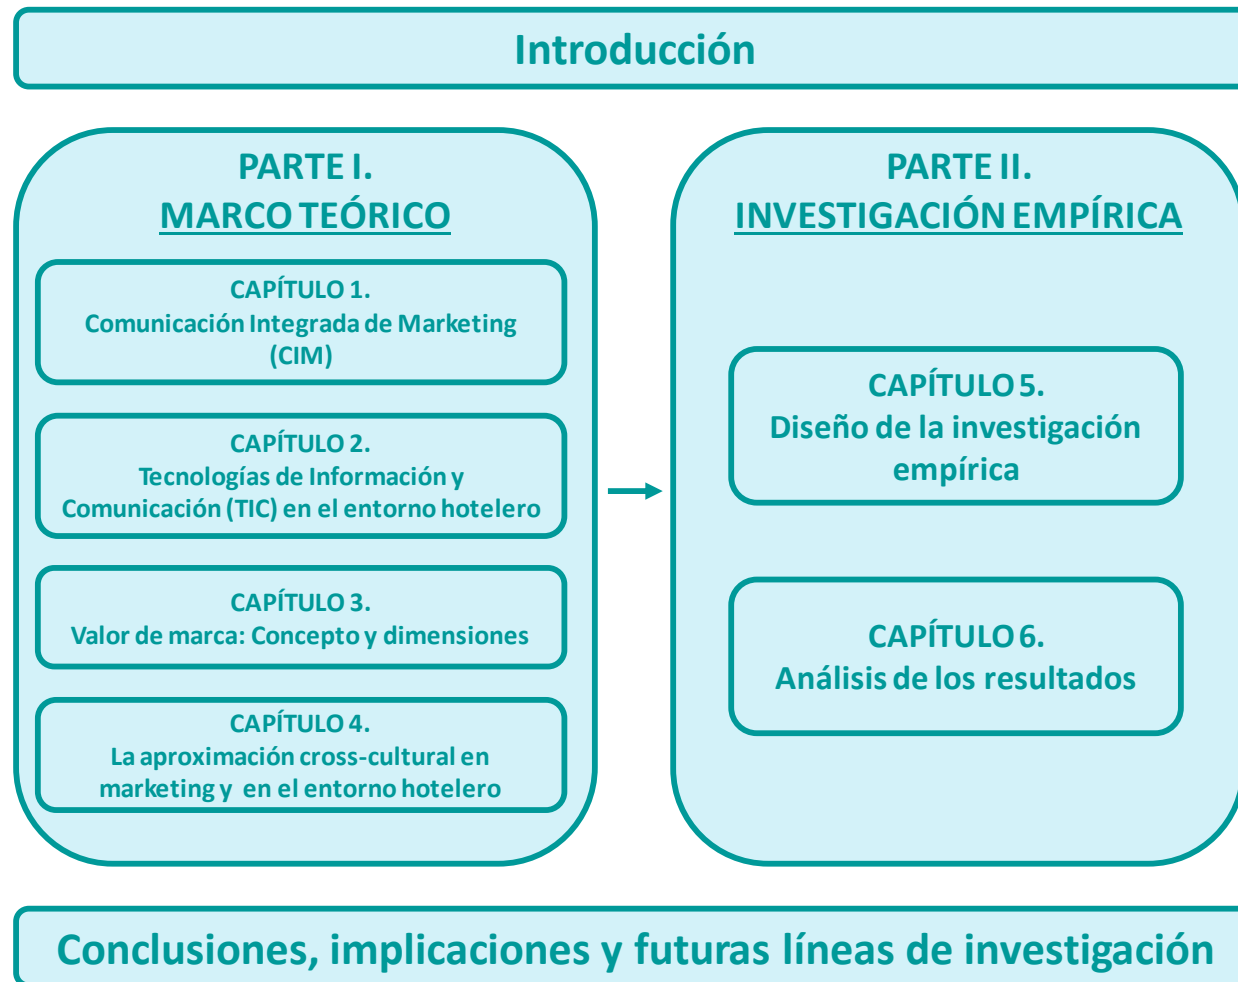 Introducción
PARTE I.
MARCO TEÓRICO
CAPÍTULO 1.
Comunicación Integrada de Marketing
(CIM)
CAPÍTULO 2.
Tecnologías de Información y
Comunicación (TIC) en el entorno hotelero
CAPÍTULO 3.
Valor de marca: Concepto y dimensiones
CAPÍTULO 4.
La aproximación cross-cultural en
marketing y en el entorno hotelero
PARTE II.
INVESTIGACIÓN EMPÍRICA
CAPÍTULO 5.
Diseño de la investigación
empírica
CAPÍTULO 6.
Análisis de los resultados
Conclusiones, implicaciones y futuras líneas de investigación